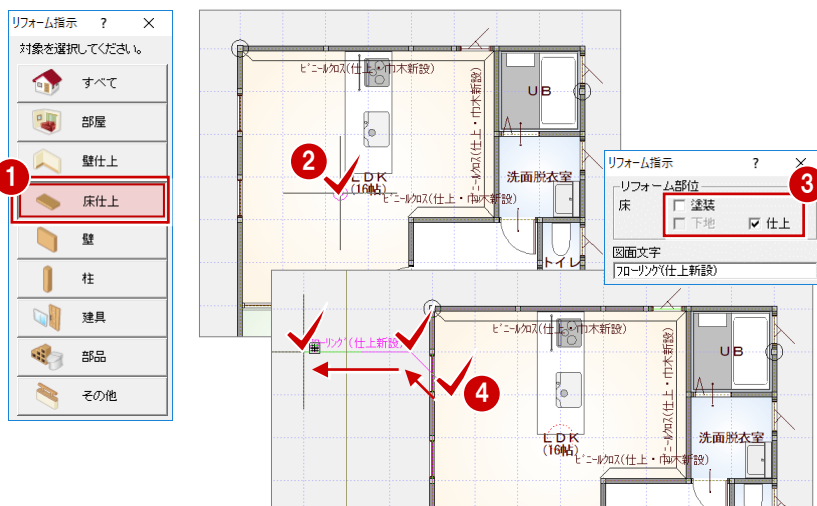 リフォーム指示 ? ×
対象を選択してください。
すべて
部屋
壁仕上
1
床仕上
壁
柱
建具
部品
その他
ビニールクロス(仕上・巾木新設)
UB
ビニールクロス(仕上・巾木新設)
2
LDK
(16帖)
ビニールクロス(仕上・巾木新設)
洗面脱衣室
トイレ
リフォーム指示 ? ×
3
リフォーム部位
床 塗装
下地 仕上
図面文字
フローリング(仕上新設)
フローリング(仕上新設)
4
ビニールクロス(仕上・巾木新設)
UB
ビニールクロス(仕上・巾木新設)
LDK
(16帖)
ビニールクロス(仕上・巾木新設)
洗面脱衣室